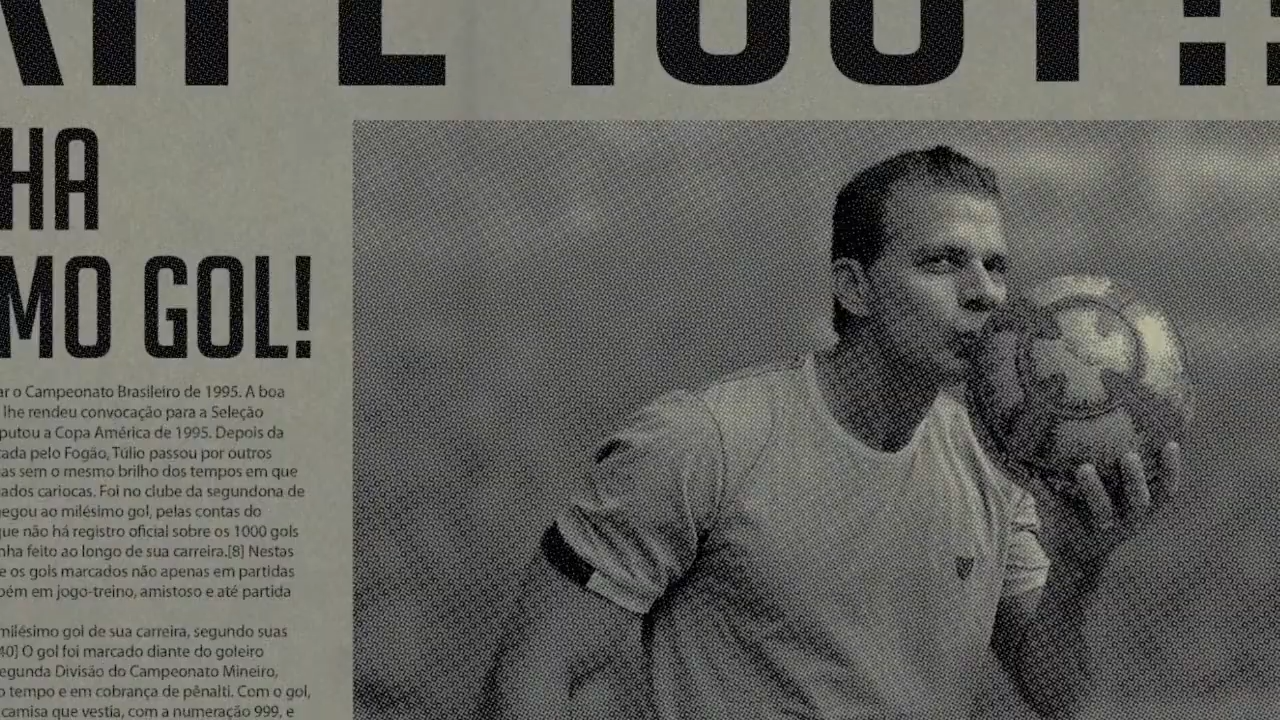 HA
MO GOL!
ar o Campeonato Brasileiro de 1995. A boa
lhe rendeu convocação para a Seleção
putou a Copa América de 1995. Depois da
rada pelo Fogão, Túlio passou por outros
as sem o mesmo brilho dos tempos em que
ados cariocas. Foi no clube da segundona de
hegou ao milésimo gol, pelas contas do
que não há registro oficial sobre os 1000 gols
nha feito ao longo de sua carreira.[8] Nestas
e os gols marcados não apenas em partidas
bém em jogo-treino, amistoso e até partida
milésimo gol de sua carreira, segundo suas
40] O gol foi marcado diante do goleiro
egunda Divisão do Campeonato Mineiro,
o tempo e em cobrança de pênalti. Com o gol,
camisa que vestia, com a numeração 999, e